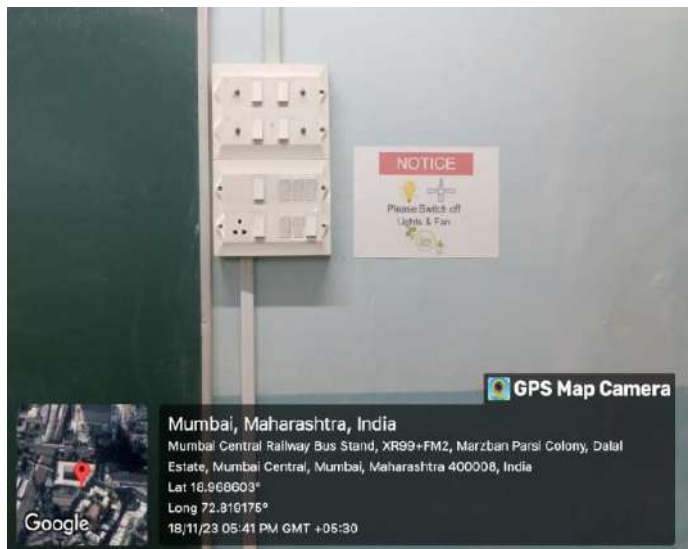 NOTICE
Please Switch off
Lights & Fan
GPS Map Camera
Mumbai, Maharashtra, India
Mumbai Central Railway Bus Stand, XR99+FM2, Marzban Parsi Colony, Dalal
Estate, Mumbai Central, Mumbai, Maharashtra 400008, India
Lat 18.968603°
Long 72.819175°
18/11/23 05:41 PM GMT +05:30
Google